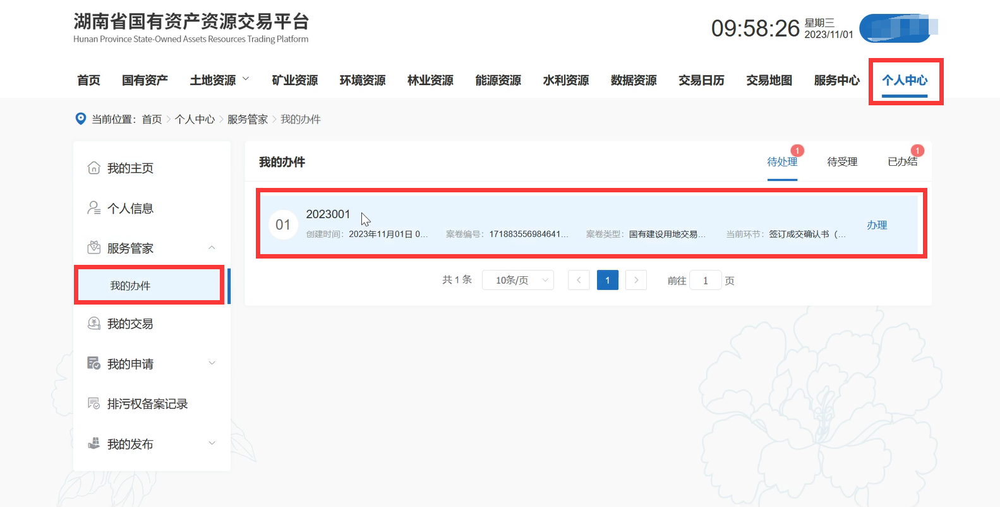 湖南省国有资产资源交易平台
Hunan Province State-Owned Assets Resources Trading Platform
09:58:26
星期三
2023/11/01
首页 国有资产 土地资源 矿业资源 环境资源 林业资源 能源资源 水利资源 数据资源 交易日历 交易地图 服务中心 个人中心
当前位置：首页 > 个人中心 > 服务管家 > 我的办件
我的主页
个人信息
服务管家
我的办件
我的交易
我的申请
排污权备案记录
我的发布
我的办件
待处理 1
待受理
已办结 1
01
2023001
创建时间：2023年11月01日 0... 案卷编号：171883556984641... 案卷类型：国有建设用地交易... 当前环节：签订成交确认书（...
办理
共 1 条 10条/页 < 1 > 前往 1 页